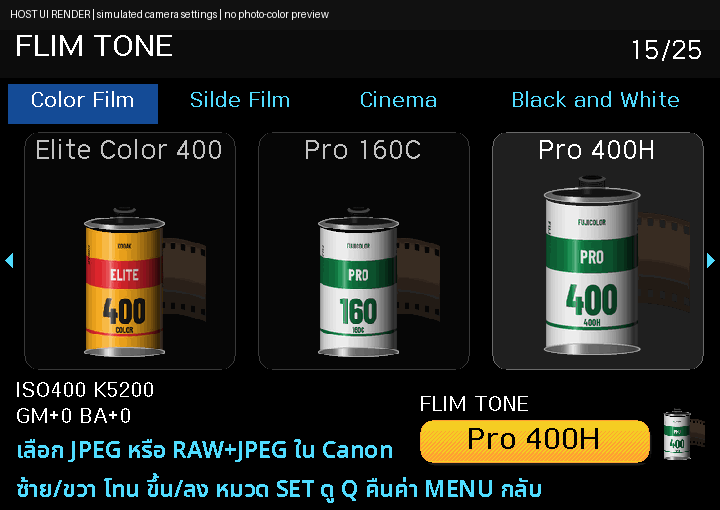 HOST UI RENDER | simulated camera settings | no photo-color preview
FLIM TONE
15/25
Color Film
Silde Film
Cinema
Black and White
Elite Color 400
Pro 160C
Pro 400H
KODAK
ELITE
400
COLOR
FUJICOLOR
PRO
160
160C
FUJICOLOR
PRO
400
400H
ISO400 K5200
GM+0 BA+0
FLIM TONE
Pro 400H
PRO
400
เลือก JPEG หรือ RAW+JPEG ใน Canon
ซ้าย/ขวา โทน ขึ้น/ลง หมวด SET ดู Q คืนค่า MENU กลับ